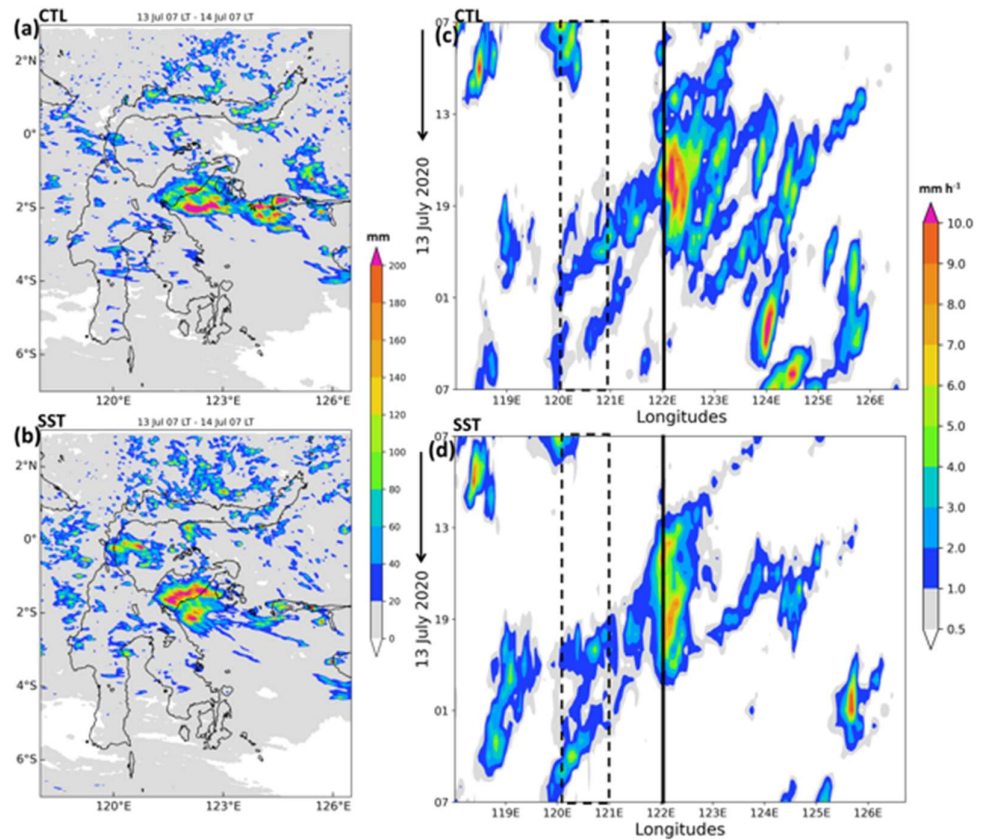 (a) CTL
13 Jul 07 LT - 14 Jul 07 LT
2°N
0°
2°S
4°S
6°S
120°E 123°E 126°E
(b) SST
13 Jul 07 LT - 14 Jul 07 LT
2°N
0°
2°S
4°S
6°S
120°E 123°E 126°E
mm
200
180
160
140
120
100
80
60
40
20
0
(c) CTL
07
13
19
01
07
13 July 2020
119E 120E 121E 122E 123E 124E 125E 126E
Longitudes
(d) SST
07
13
19
01
07
13 July 2020
119E 120E 121E 122E 123E 124E 125E 126E
Longitudes
mm h⁻¹
10.0
9.0
8.0
7.0
6.0
5.0
4.0
3.0
2.0
1.0
0.5